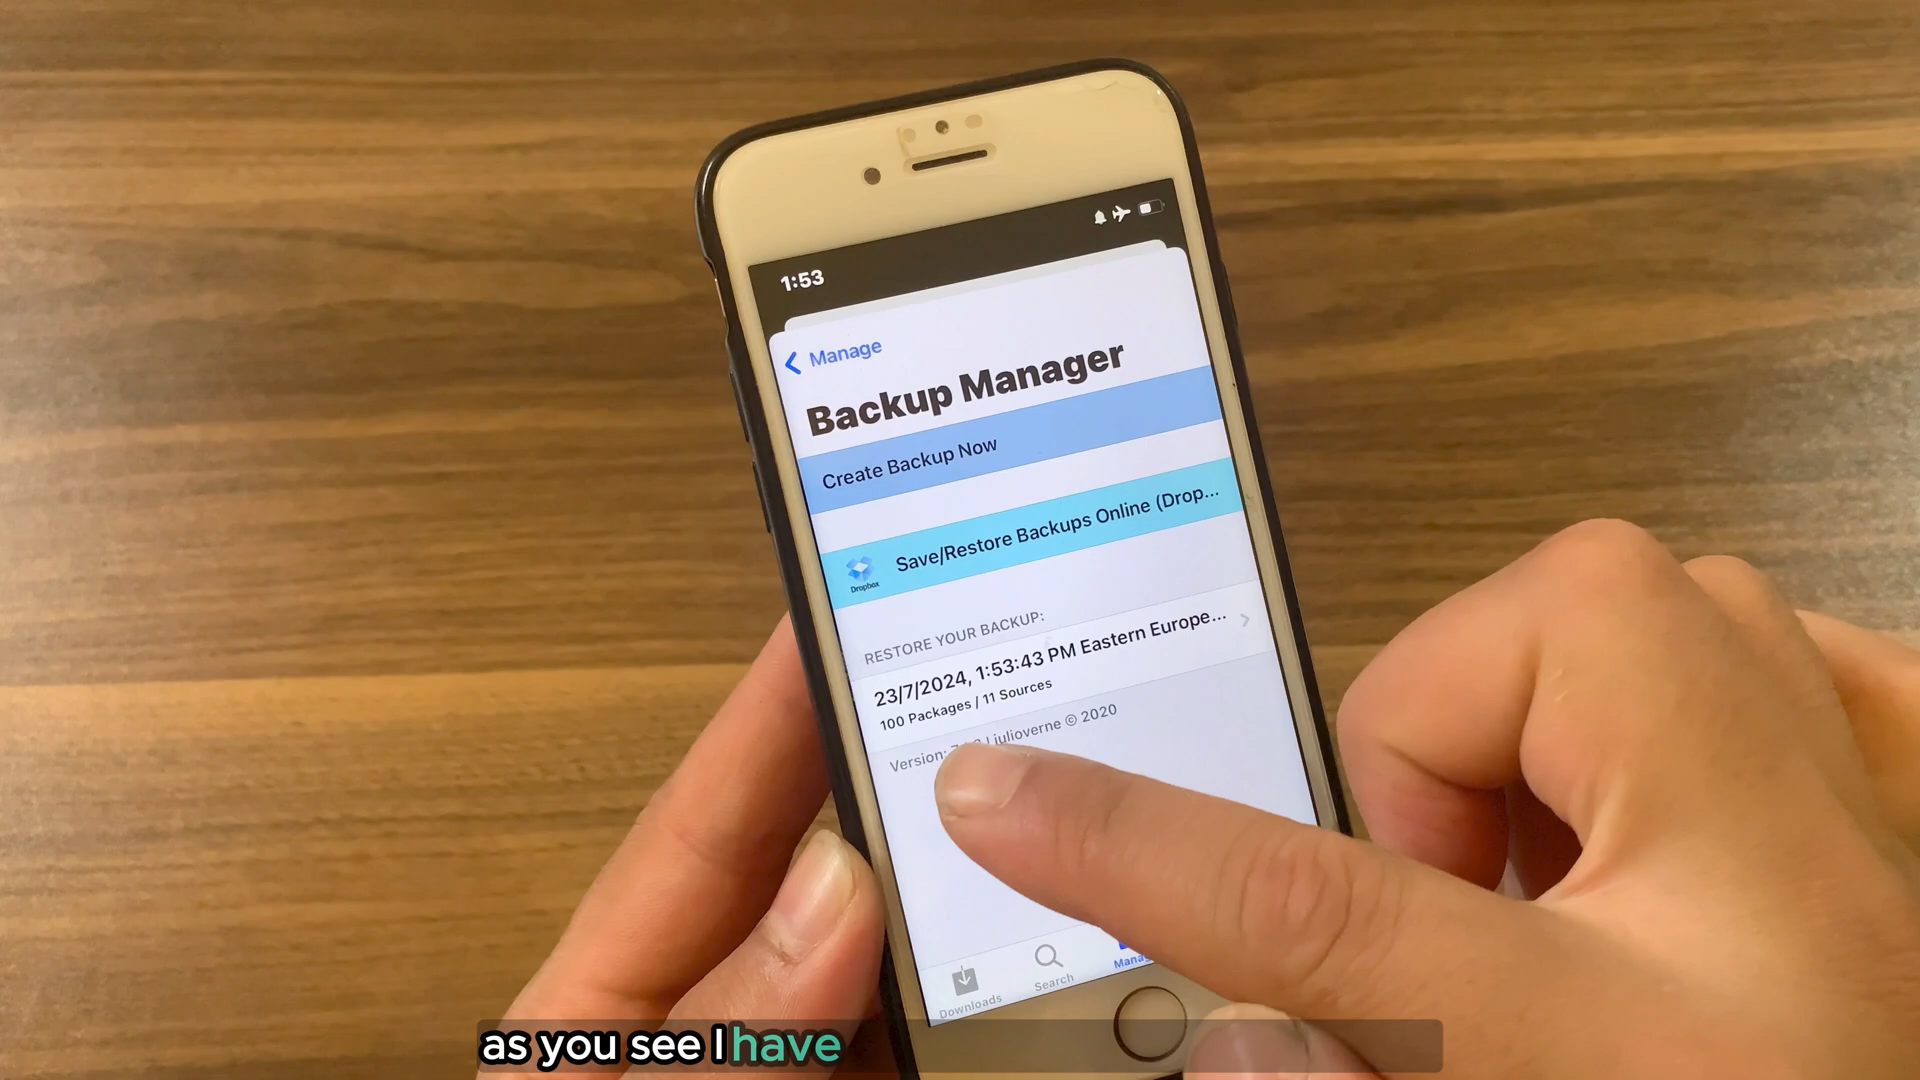 1:53
Manage
Backup Manager
Create Backup Now
Save/Restore Backups Online (Drop...
Dropbox
RESTORE YOUR BACKUP:
23/7/2024, 1:53:43 PM Eastern Europe...
100 Packages / 11 Sources
Version: julioverne © 2020
Downloads
Search
as you see I have